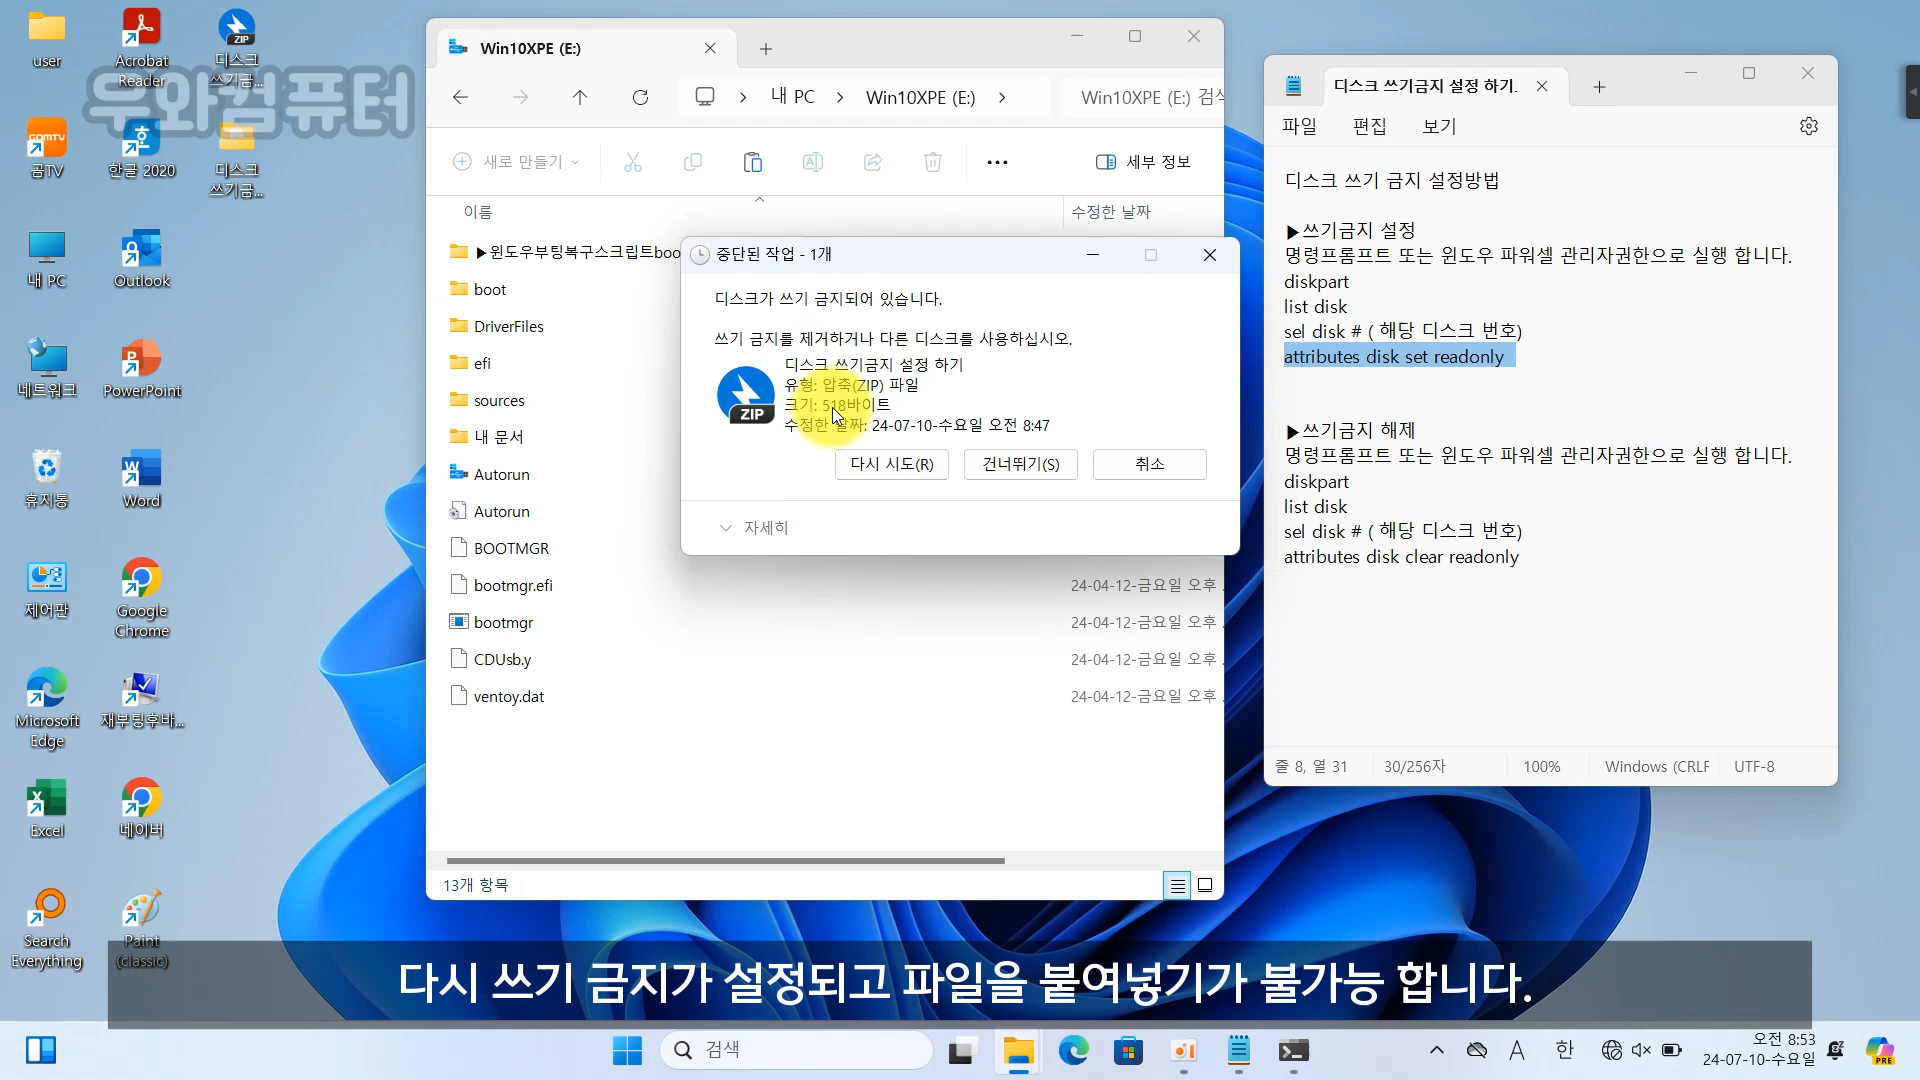 user
Acrobat
Reader
디스크
쓰기금...
두와컴퓨터
곰TV
한글 2020
디스크
쓰기금...
내 PC
Outlook
네트워크
PowerPoint
휴지통
Word
제어판
Google
Chrome
Microsoft
Edge
재부팅후바...
Excel
네이버
Search
Everything
Paint
(classic)
Win10XPE (E:)
내 PC
Win10XPE (E:)
Win10XPE (E:) 검색
새로 만들기
세부 정보
이름
수정한 날짜
▶윈도우부팅복구스크립트boo
boot
DriverFiles
efi
sources
내 문서
Autorun
Autorun
BOOTMGR
bootmgr.efi
24-04-12-금요일 오후 .
bootmgr
24-04-12-금요일 오후 .
CDUsb.y
24-04-12-금요일 오후 .
ventoy.dat
24-04-12-금요일 오후 .
13개 항목
중단된 작업 - 1개
디스크가 쓰기 금지되어 있습니다.
쓰기 금지를 제거하거나 다른 디스크를 사용하십시오.
ZIP
디스크 쓰기금지 설정 하기
유형: 압축(ZIP) 파일
크기: 518바이트
수정한 날짜: 24-07-10-수요일 오전 8:47
다시 시도(R)
건너뛰기(S)
취소
자세히
디스크 쓰기금지 설정 하기.
파일
편집
보기
디스크 쓰기 금지 설정방법
▶쓰기금지 설정
명령프롬프트 또는 윈도우 파워셀 관리자권한으로 실행 합니다.
diskpart
list disk
sel disk # ( 해당 디스크 번호)
attributes disk set readonly
▶쓰기금지 해제
명령프롬프트 또는 윈도우 파워셀 관리자권한으로 실행 합니다.
diskpart
list disk
sel disk # ( 해당 디스크 번호)
attributes disk clear readonly
줄 8, 열 31
30/256자
100%
Windows (CRLF
UTF-8
다시 쓰기 금지가 설정되고 파일을 붙여넣기가 불가능 합니다.
검색
A
한
오전 8:53
24-07-10-수요일
PRE